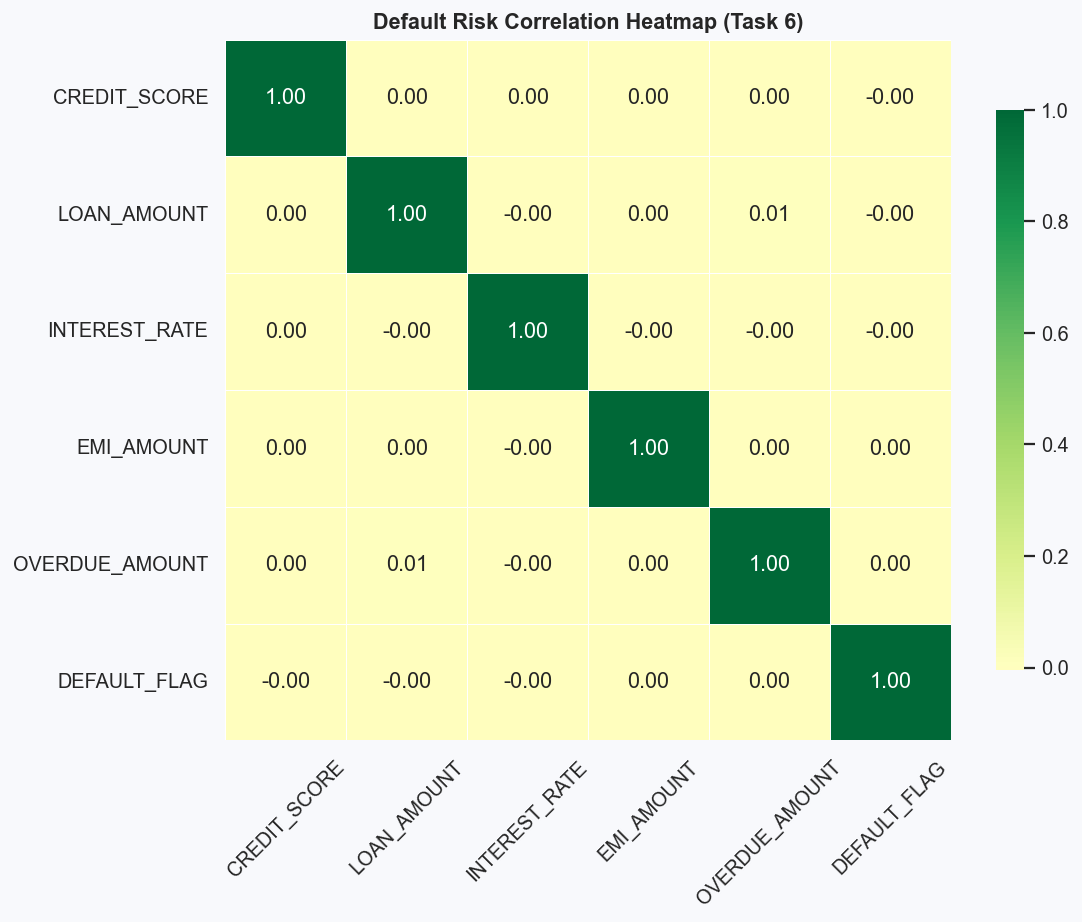 Default Risk Correlation Heatmap (Task 6)
CREDIT_SCORE 1.00 0.00 0.00 0.00 0.00 -0.00
LOAN_AMOUNT 0.00 1.00 -0.00 0.00 0.01 -0.00
INTEREST_RATE 0.00 -0.00 1.00 -0.00 -0.00 -0.00
EMI_AMOUNT 0.00 0.00 -0.00 1.00 0.00 0.00
OVERDUE_AMOUNT 0.00 0.01 -0.00 0.00 1.00 0.00
DEFAULT_FLAG -0.00 -0.00 -0.00 0.00 0.00 1.00
CREDIT_SCORE
LOAN_AMOUNT
INTEREST_RATE
EMI_AMOUNT
OVERDUE_AMOUNT
DEFAULT_FLAG
1.0
0.8
0.6
0.4
0.2
0.0